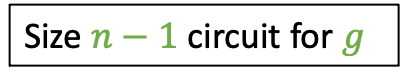 Size n − 1 circuit for g